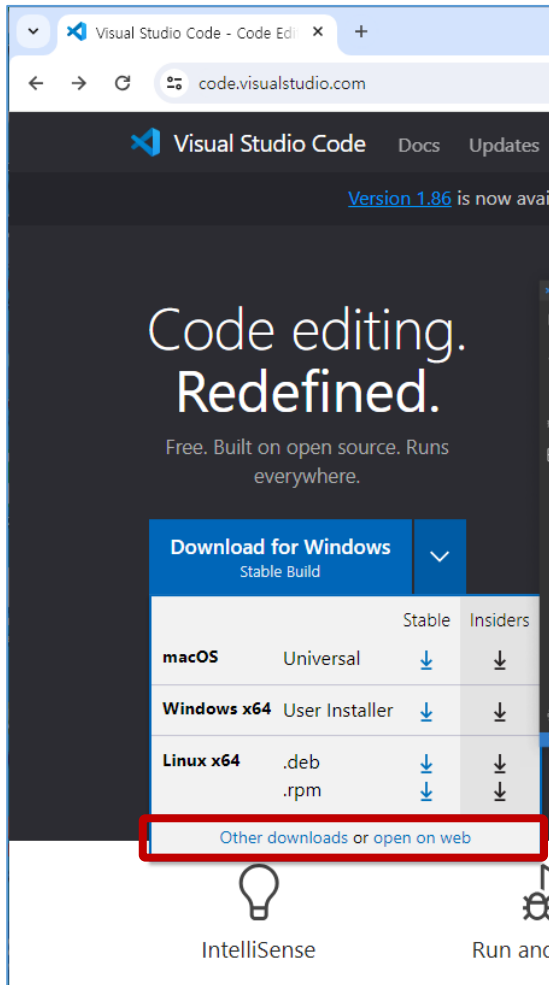 Visual Studio Code - Code Edi
code.visualstudio.com
Visual Studio Code Docs Updates
Version 1.86 is now avai
Code editing.
Redefined.
Free. Built on open source. Runs
everywhere.
Download for Windows
Stable Build
Stable Insiders
macOS Universal
Windows x64 User Installer
Linux x64 .deb
.rpm
Other downloads or open on web
IntelliSense Run and